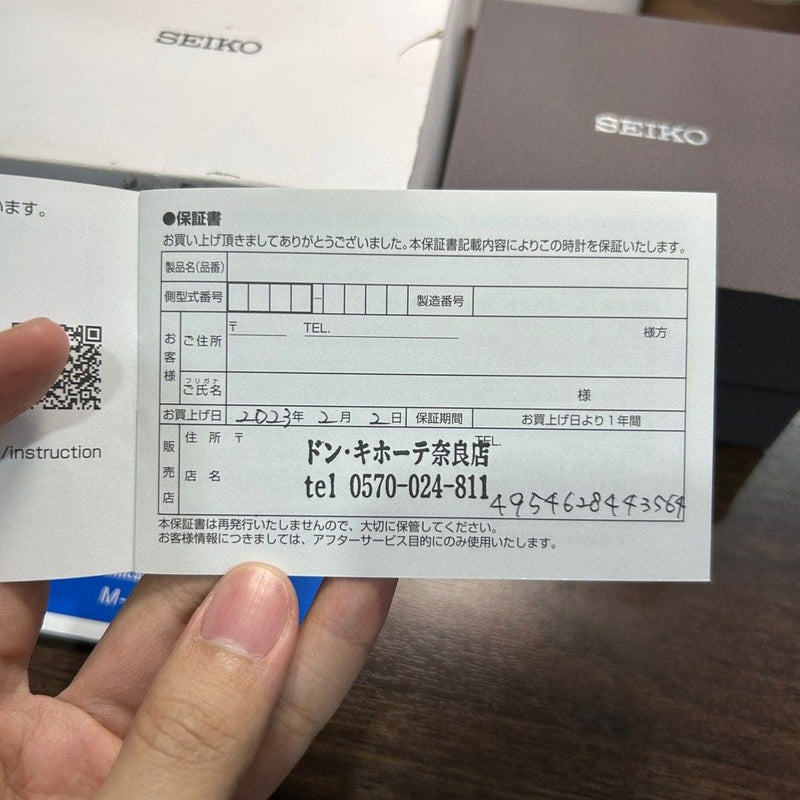 SEIKO
SEIKO
います。
/instruction
●保証書
お買い上げ頂きましてありがとうございました。本保証書記載内容によりこの時計を保証いたします。
製品名(品番)
側型式番号 - 製造番号
お客様
ご住所 〒 TEL. 様方
フリガナ
ご氏名 様
お買上げ日 2023年 2月 2日 保証期間 お買上げ日より1年間
販売店
住所 〒 TEL.
店名
ドン・キホーテ奈良店
tel 0570-024-811
4954628443564
本保証書は再発行いたしませんので、大切に保管してください。
お客様情報につきましては、アフターサービス目的にのみ使用いたします。
M-